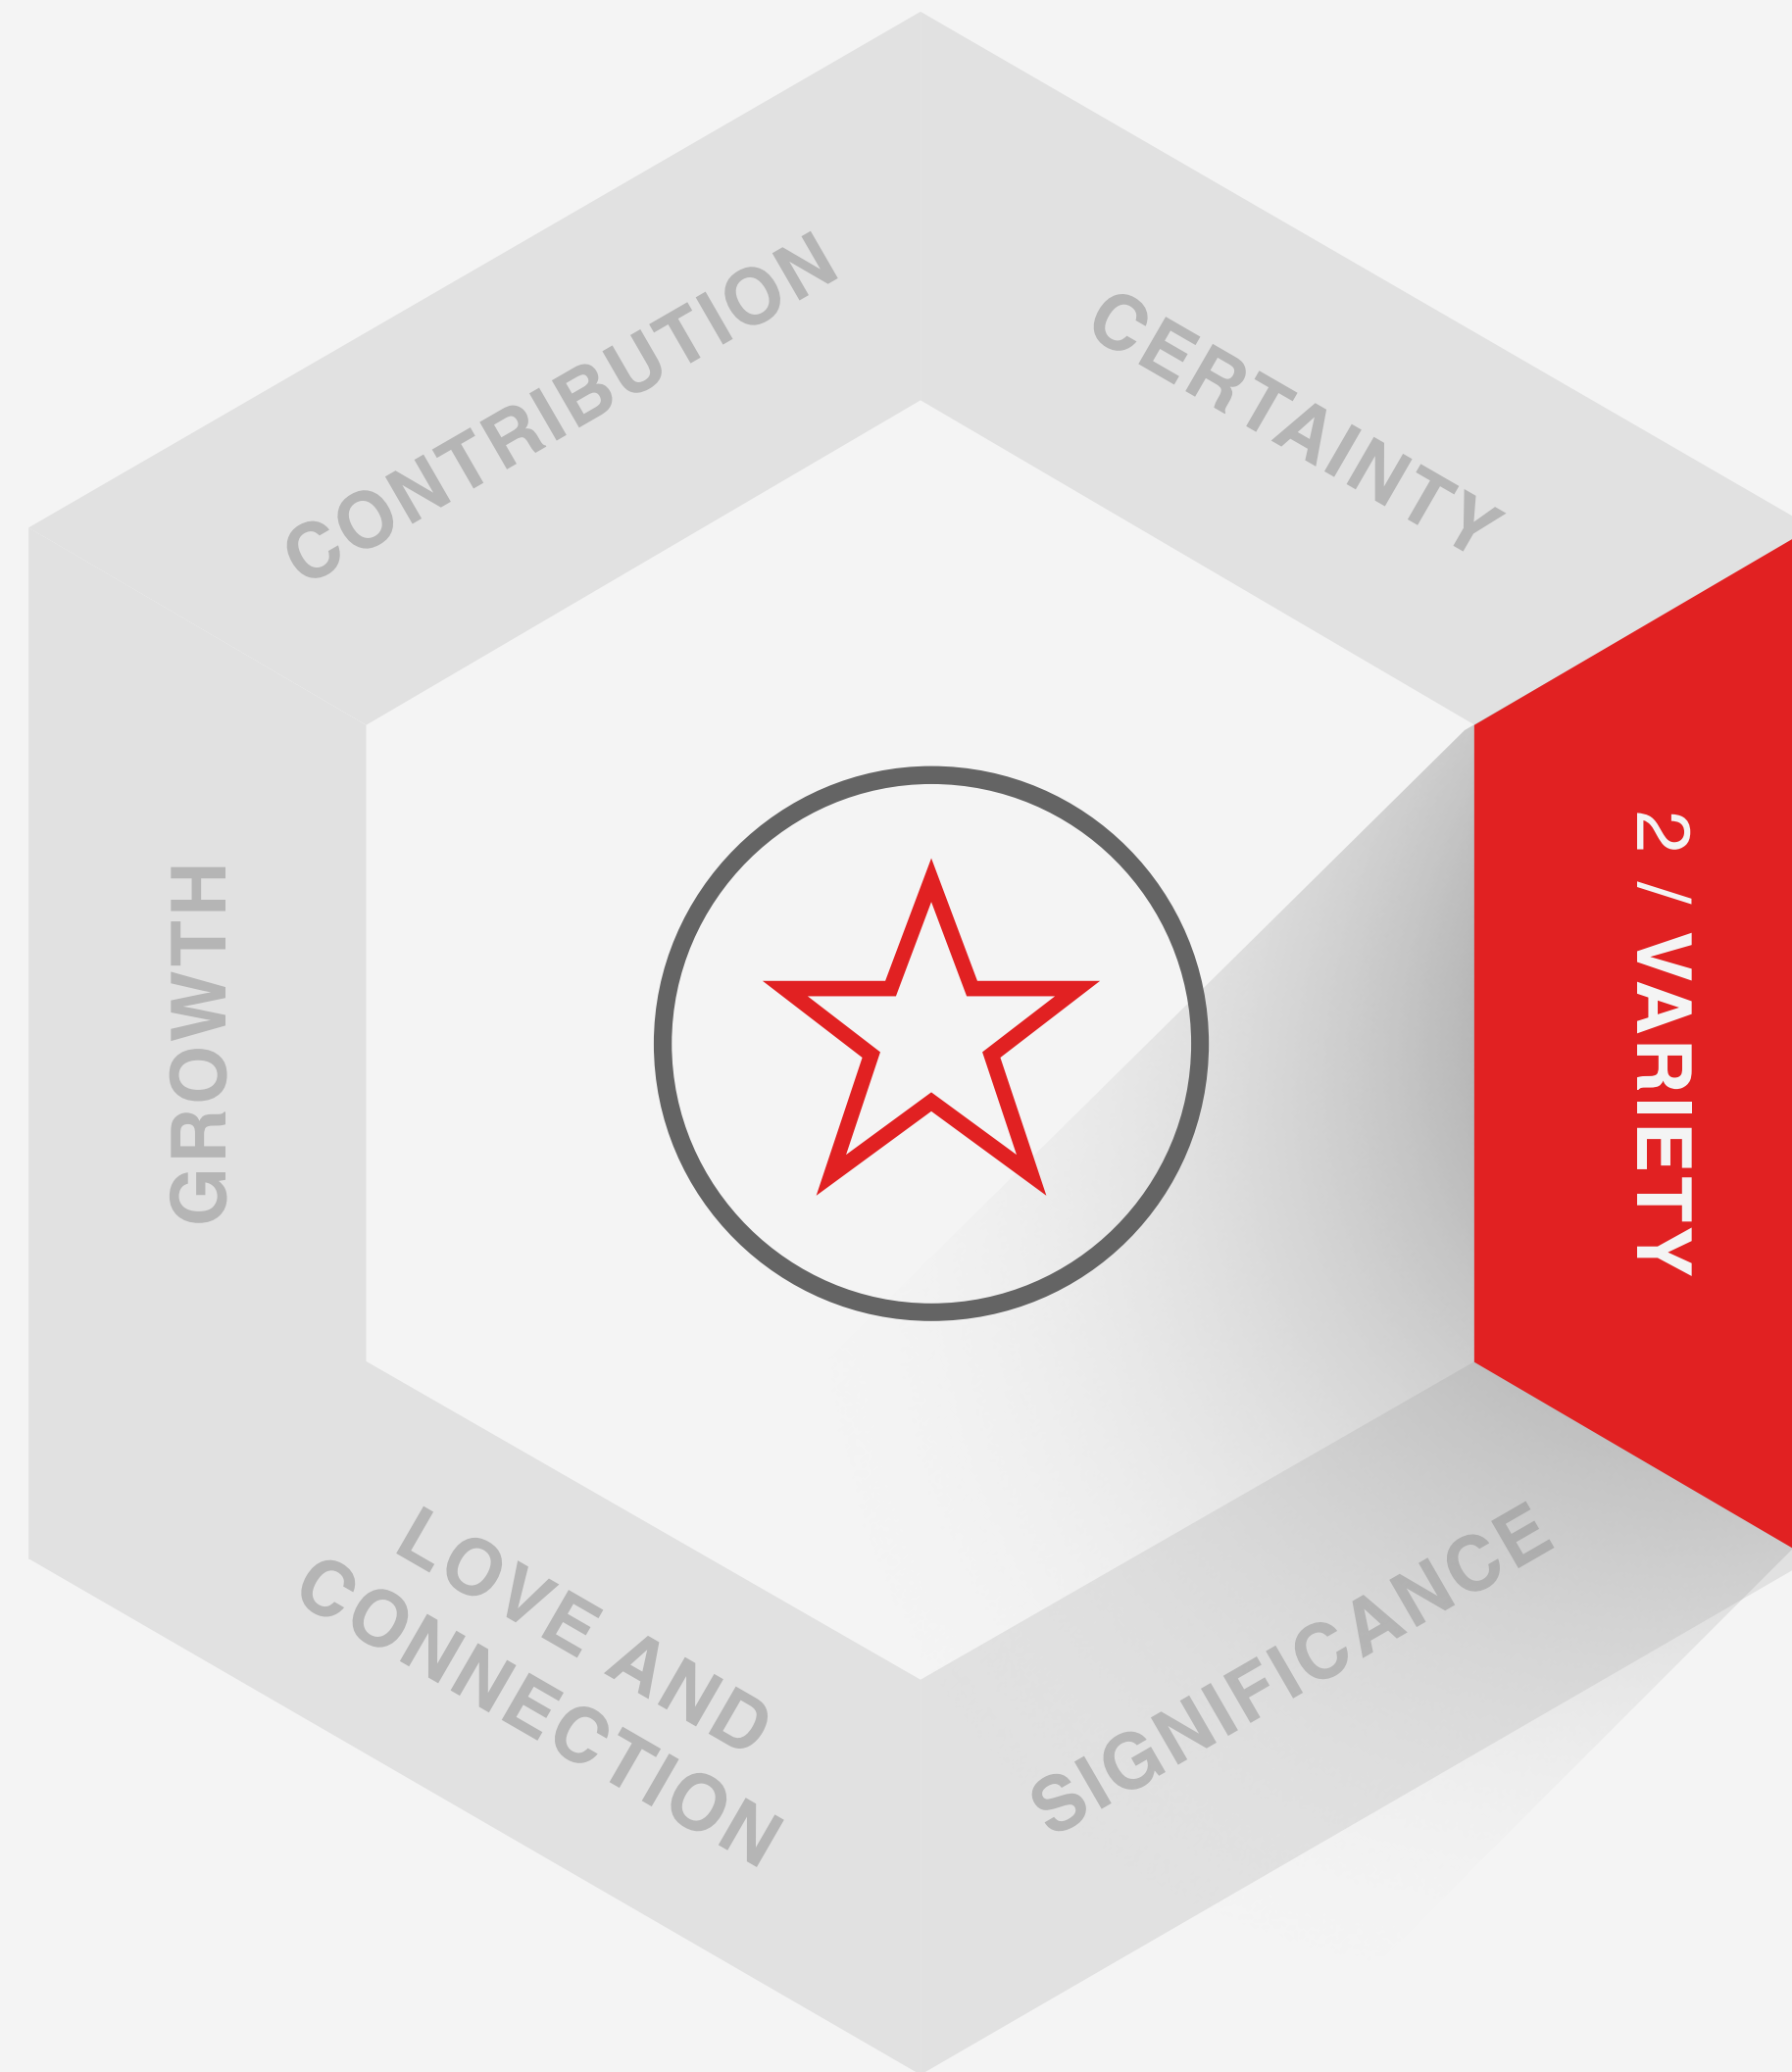 CONTRIBUTION
CERTAINTY
2 / VARIETY
GROWTH
LOVE AND
CONNECTION
SIGNIFICANCE